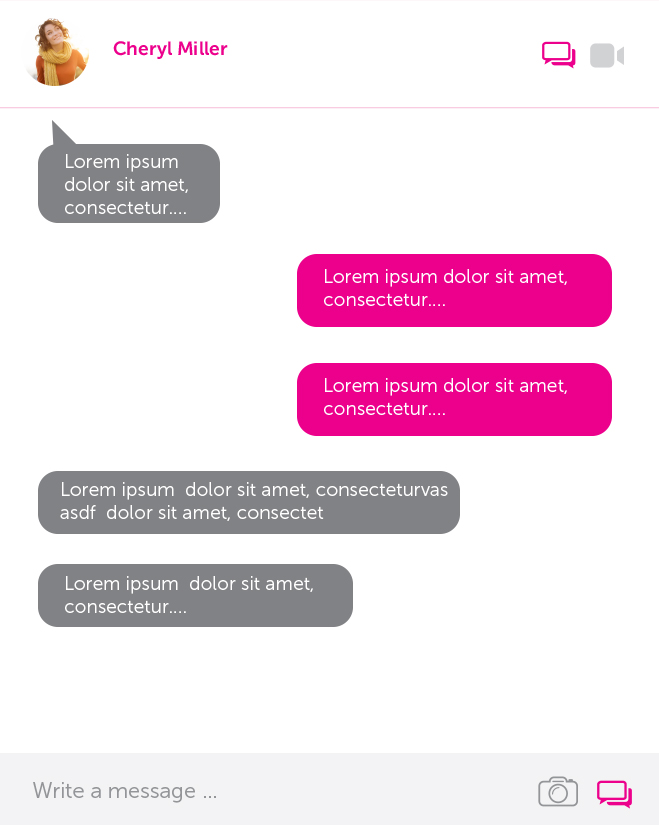 Cheryl Miller
Lorem ipsum
dolor sit amet,
consectetur....
Lorem ipsum dolor sit amet,
consectetur....
Lorem ipsum dolor sit amet,
consectetur....
Lorem ipsum  dolor sit amet, consecteturvas
asdf  dolor sit amet, consectet
Lorem ipsum  dolor sit amet,
consectetur....
Write a message ...